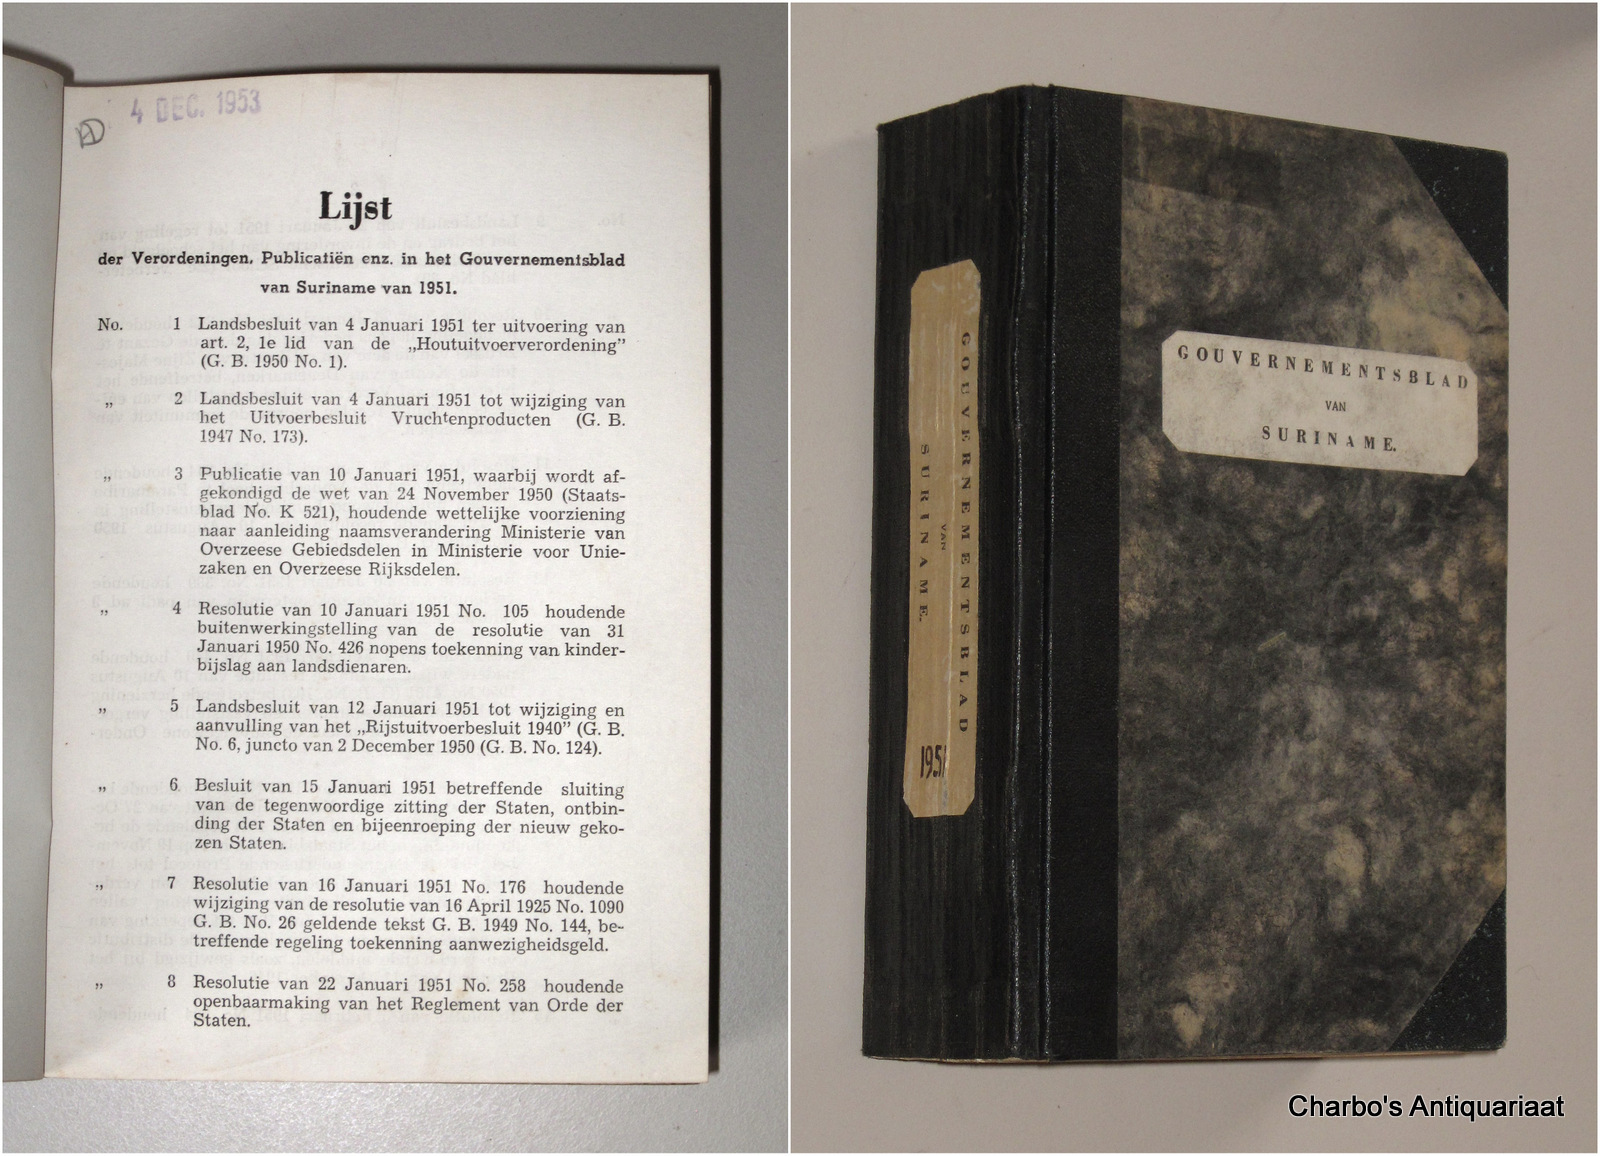 4 DEC. 1953
Lijst
der Verordeningen, Publicatiën enz. in het Gouvernementsblad
van Suriname van 1951.
No. 1 Landsbesluit van 4 Januari 1951 ter uitvoering van
art. 2, 1e lid van de „Houtuitvoerverordening”
(G. B. 1950 No. 1).
„ 2 Landsbesluit van 4 Januari 1951 tot wijziging van
het Uitvoerbesluit Vruchtenproducten (G. B.
1947 No. 173).
„ 3 Publicatie van 10 Januari 1951, waarbij wordt af-
gekondigd de wet van 24 November 1950 (Staats-
blad No. K 521), houdende wettelijke voorziening
naar aanleiding naamsverandering Ministerie van
Overzeese Gebiedsdelen in Ministerie voor Unie-
zaken en Overzeese Rijksdelen.
„ 4 Resolutie van 10 Januari 1951 No. 105 houdende
buitenwerkingstelling van de resolutie van 31
Januari 1950 No. 426 nopens toekenning van kinder-
bijslag aan landsdienaren.
„ 5 Landsbesluit van 12 Januari 1951 tot wijziging en
aanvulling van het „Rijstuitvoerbesluit 1940” (G. B.
No. 6, juncto van 2 December 1950 (G. B. No. 124).
„ 6 Besluit van 15 Januari 1951 betreffende sluiting
van de tegenwoordige zitting der Staten, ontbin-
ding der Staten en bijeenroeping der nieuw geko-
zen Staten.
„ 7 Resolutie van 16 Januari 1951 No. 176 houdende
wijziging van de resolutie van 16 April 1925 No. 1090
G. B. No. 26 geldende tekst G. B. 1949 No. 144, be-
treffende regeling toekenning aanwezigheidsgeld.
„ 8 Resolutie van 22 Januari 1951 No. 258 houdende
openbaarmaking van het Reglement van Orde der
Staten.
GOUVERNEMENTSBLAD
VAN
SURINAME.
1951
GOUVERNEMENTSBLAD
VAN
SURINAME.
Charbo's Antiquariaat